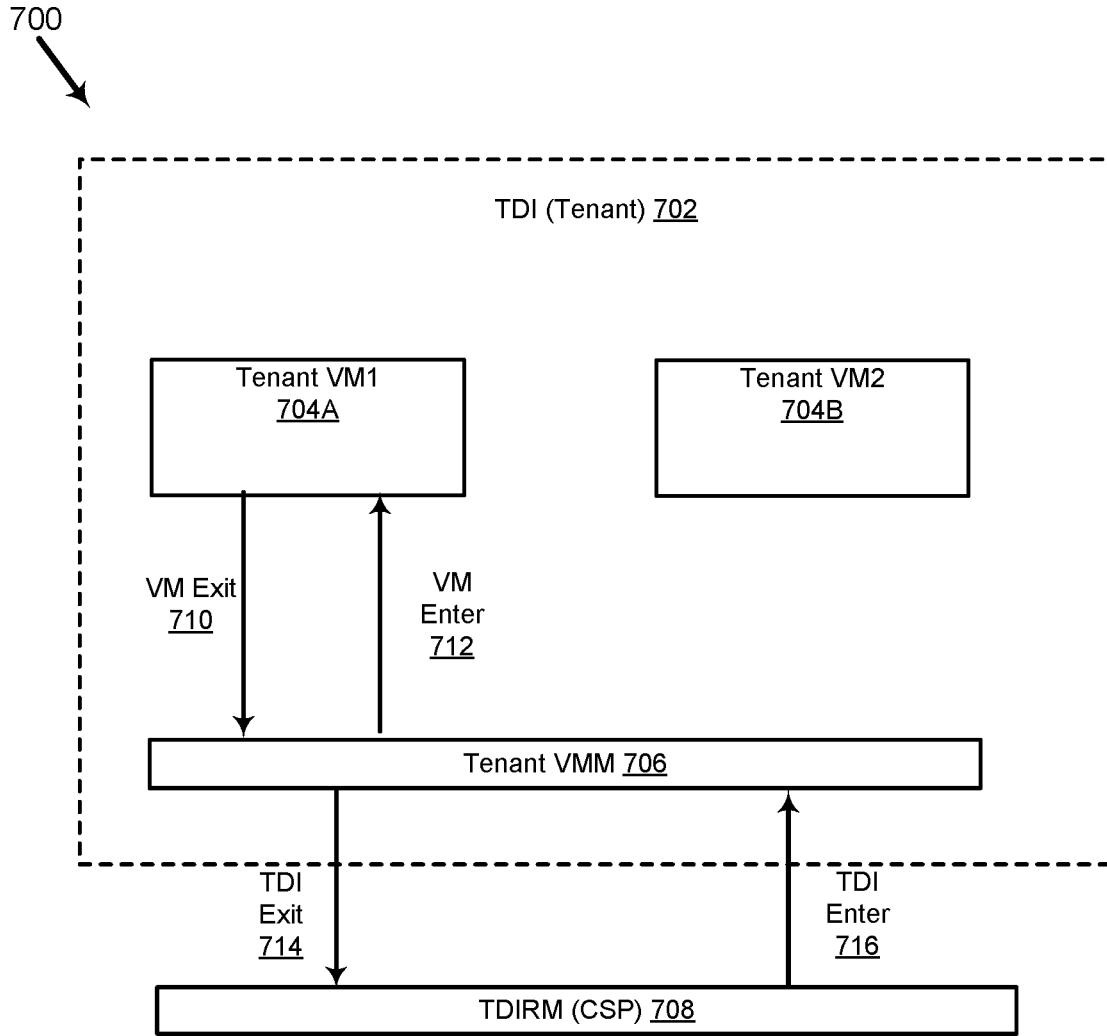 700
TDI (Tenant) 702
Tenant VM1
704A
Tenant VM2
704B
VM Exit
710
VM
Enter
712
Tenant VMM 706
TDI
Exit
714
TDI
Enter
716
TDIRM (CSP) 708